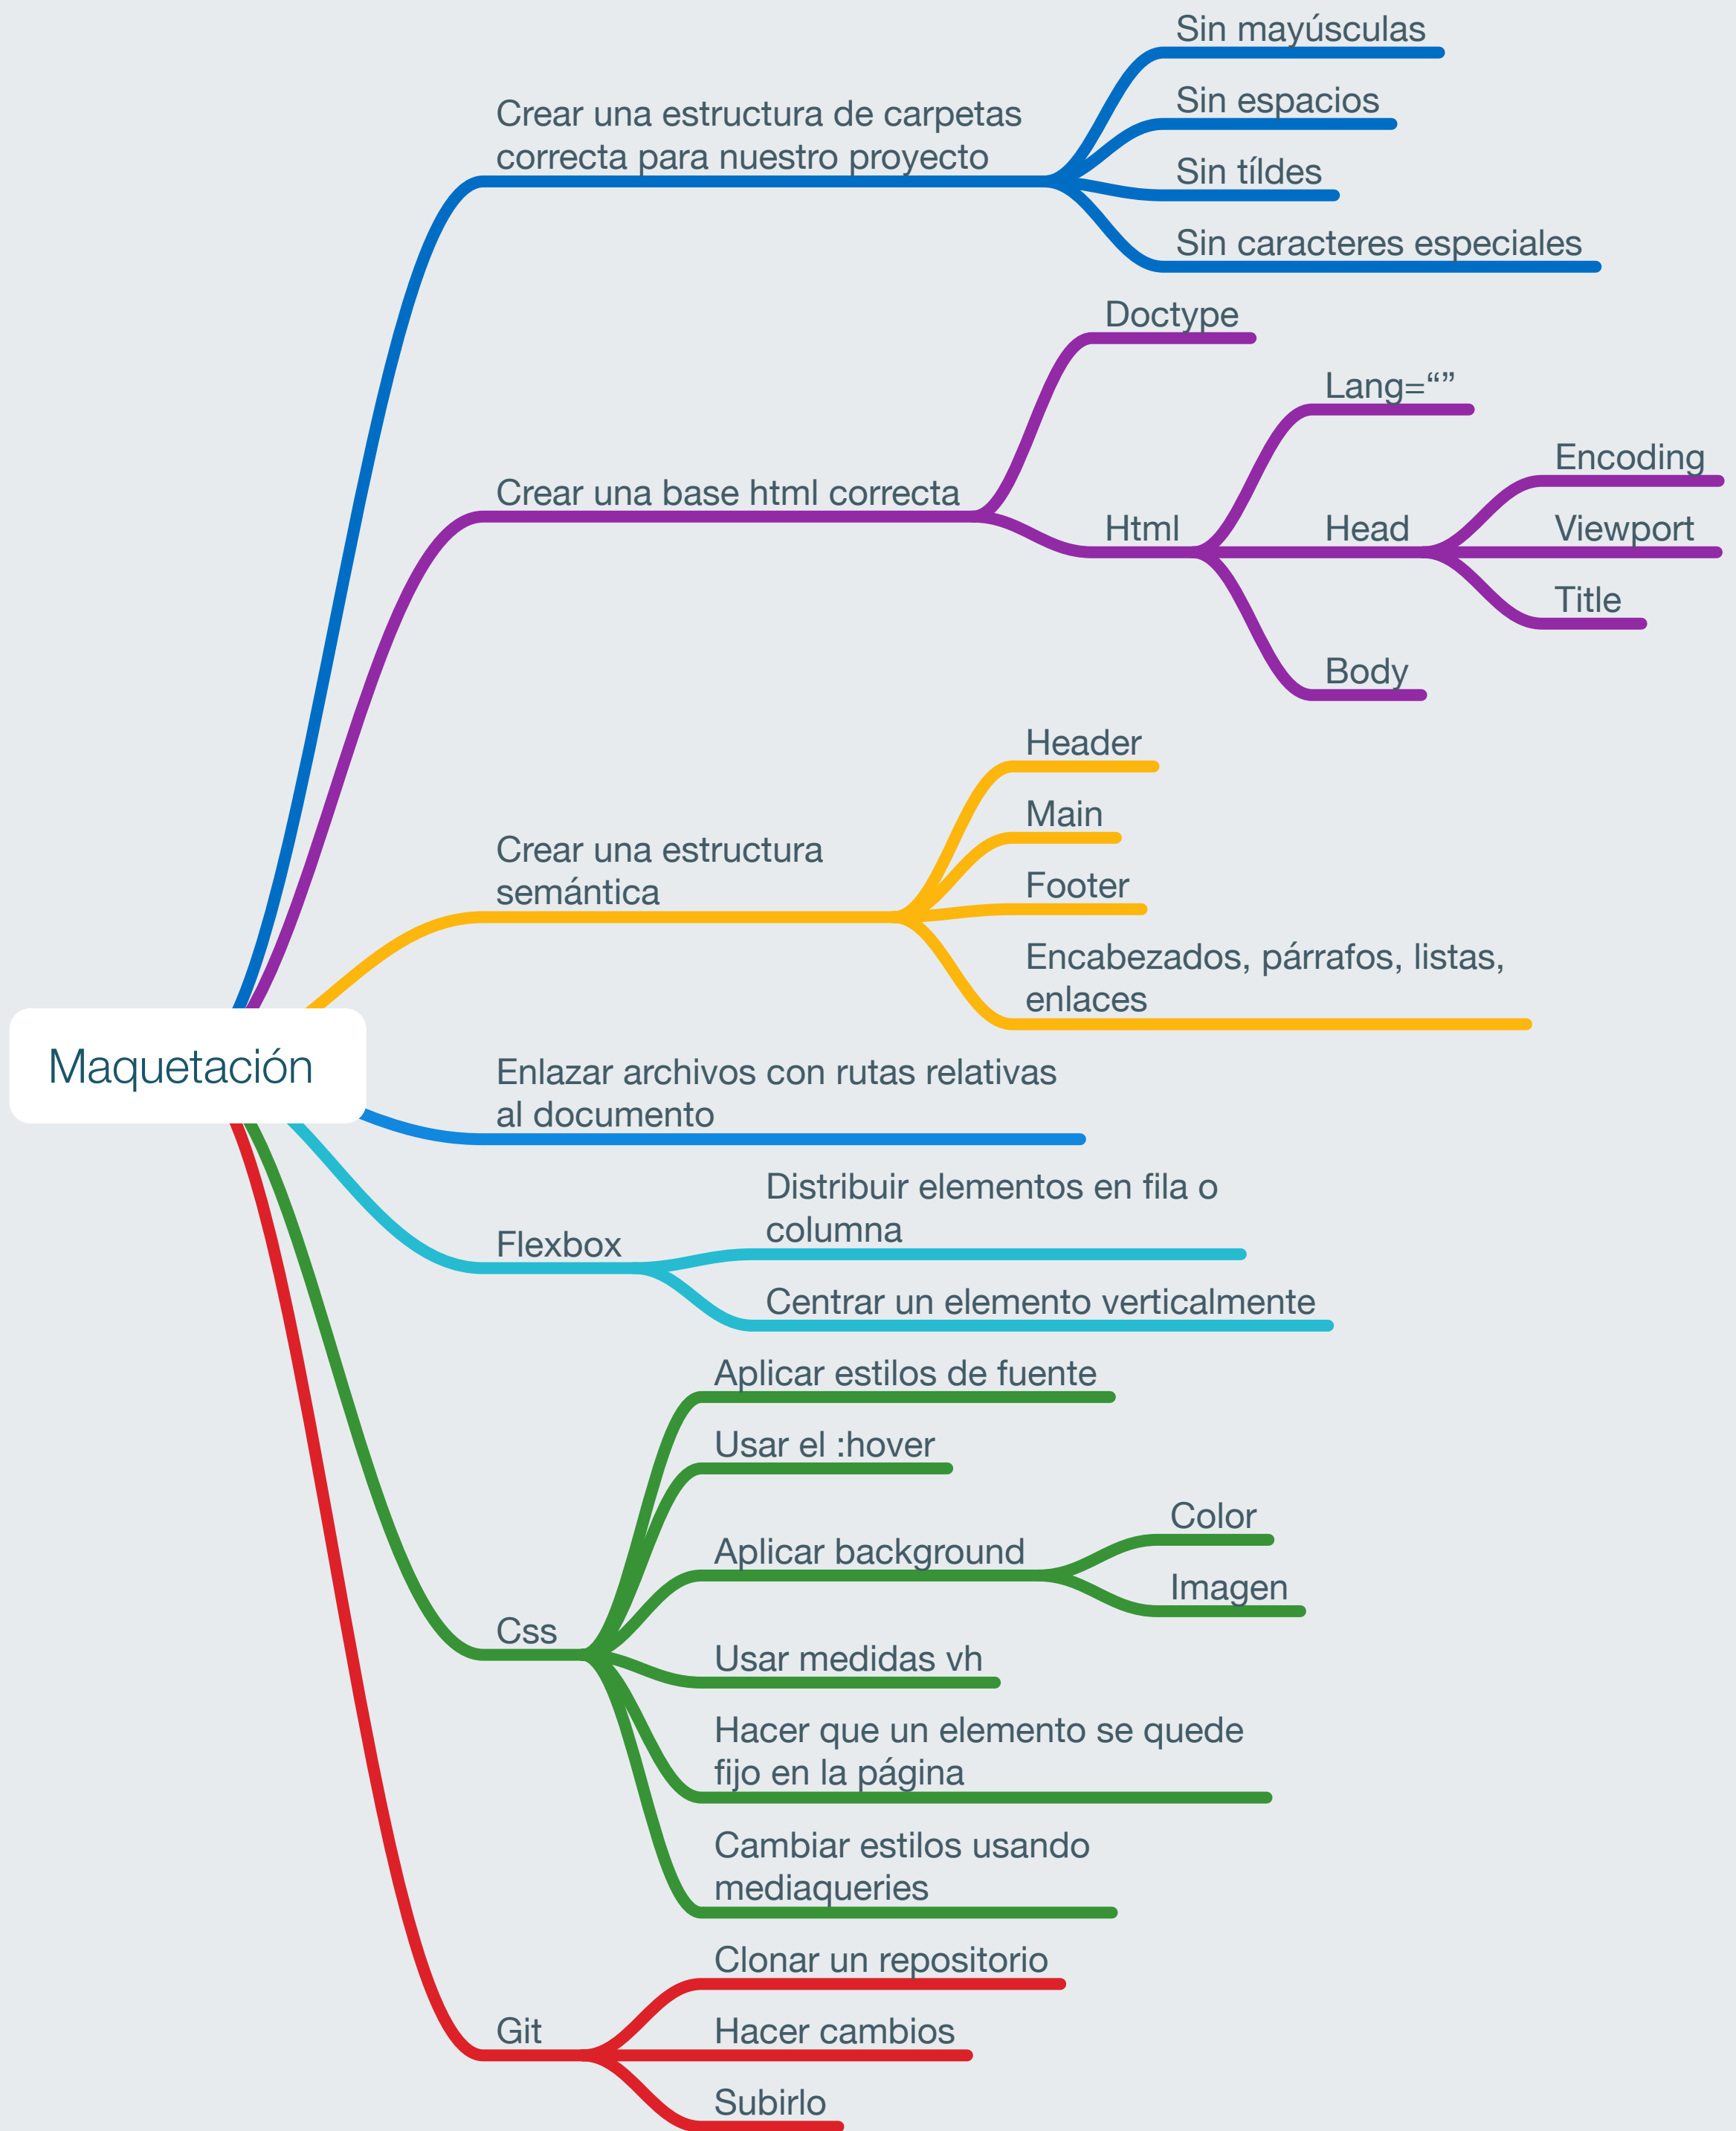 Sin mayúsculas
Sin espacios
Sin tíldes
Sin caracteres especiales
Crear una estructura de carpetas
correcta para nuestro proyecto
Doctype
Lang=“”
Encoding
Viewport
Title
Head
Html
Body
Crear una base html correcta
Header
Main
Footer
Encabezados, párrafos, listas,
enlaces
Crear una estructura
semántica
Maquetación
Enlazar archivos con rutas relativas
al documento
Distribuir elementos en fila o
columna
Flexbox
Centrar un elemento verticalmente
Aplicar estilos de fuente
Usar el :hover
Color
Aplicar background
Imagen
Css
Usar medidas vh
Hacer que un elemento se quede
fijo en la página
Cambiar estilos usando
mediaqueries
Clonar un repositorio
Git
Hacer cambios
Subirlo